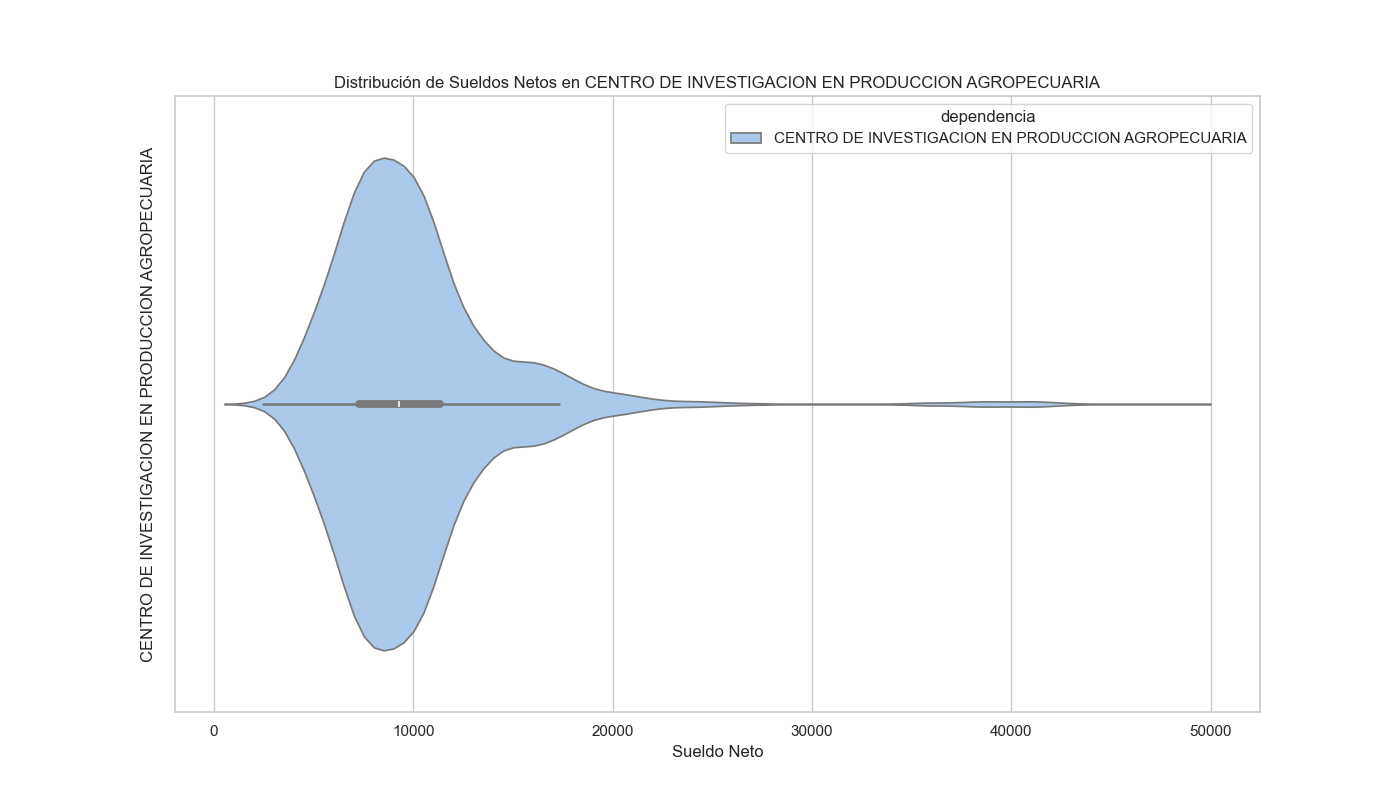 Distribución de Sueldos Netos en CENTRO DE INVESTIGACION EN PRODUCCION AGROPECUARIA
dependencia
CENTRO DE INVESTIGACION EN PRODUCCION AGROPECUARIA
CENTRO DE INVESTIGACION EN PRODUCCION AGROPECUARIA
0 10000 20000 30000 40000 50000
Sueldo Neto